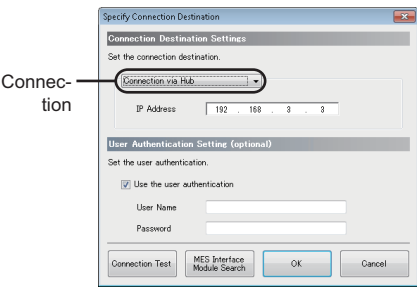 Specify Connection Destination
Connection Destination Settings
Set the connection destination.
Connec-
tion
Connection via Hub
IP Address 192 . 168 . 3 . 3
User Authentication Setting (optional)
Set the user authentication.
Use the user authentication
User Name
Password
Connection Test
MES Interface
Module Search
OK
Cancel